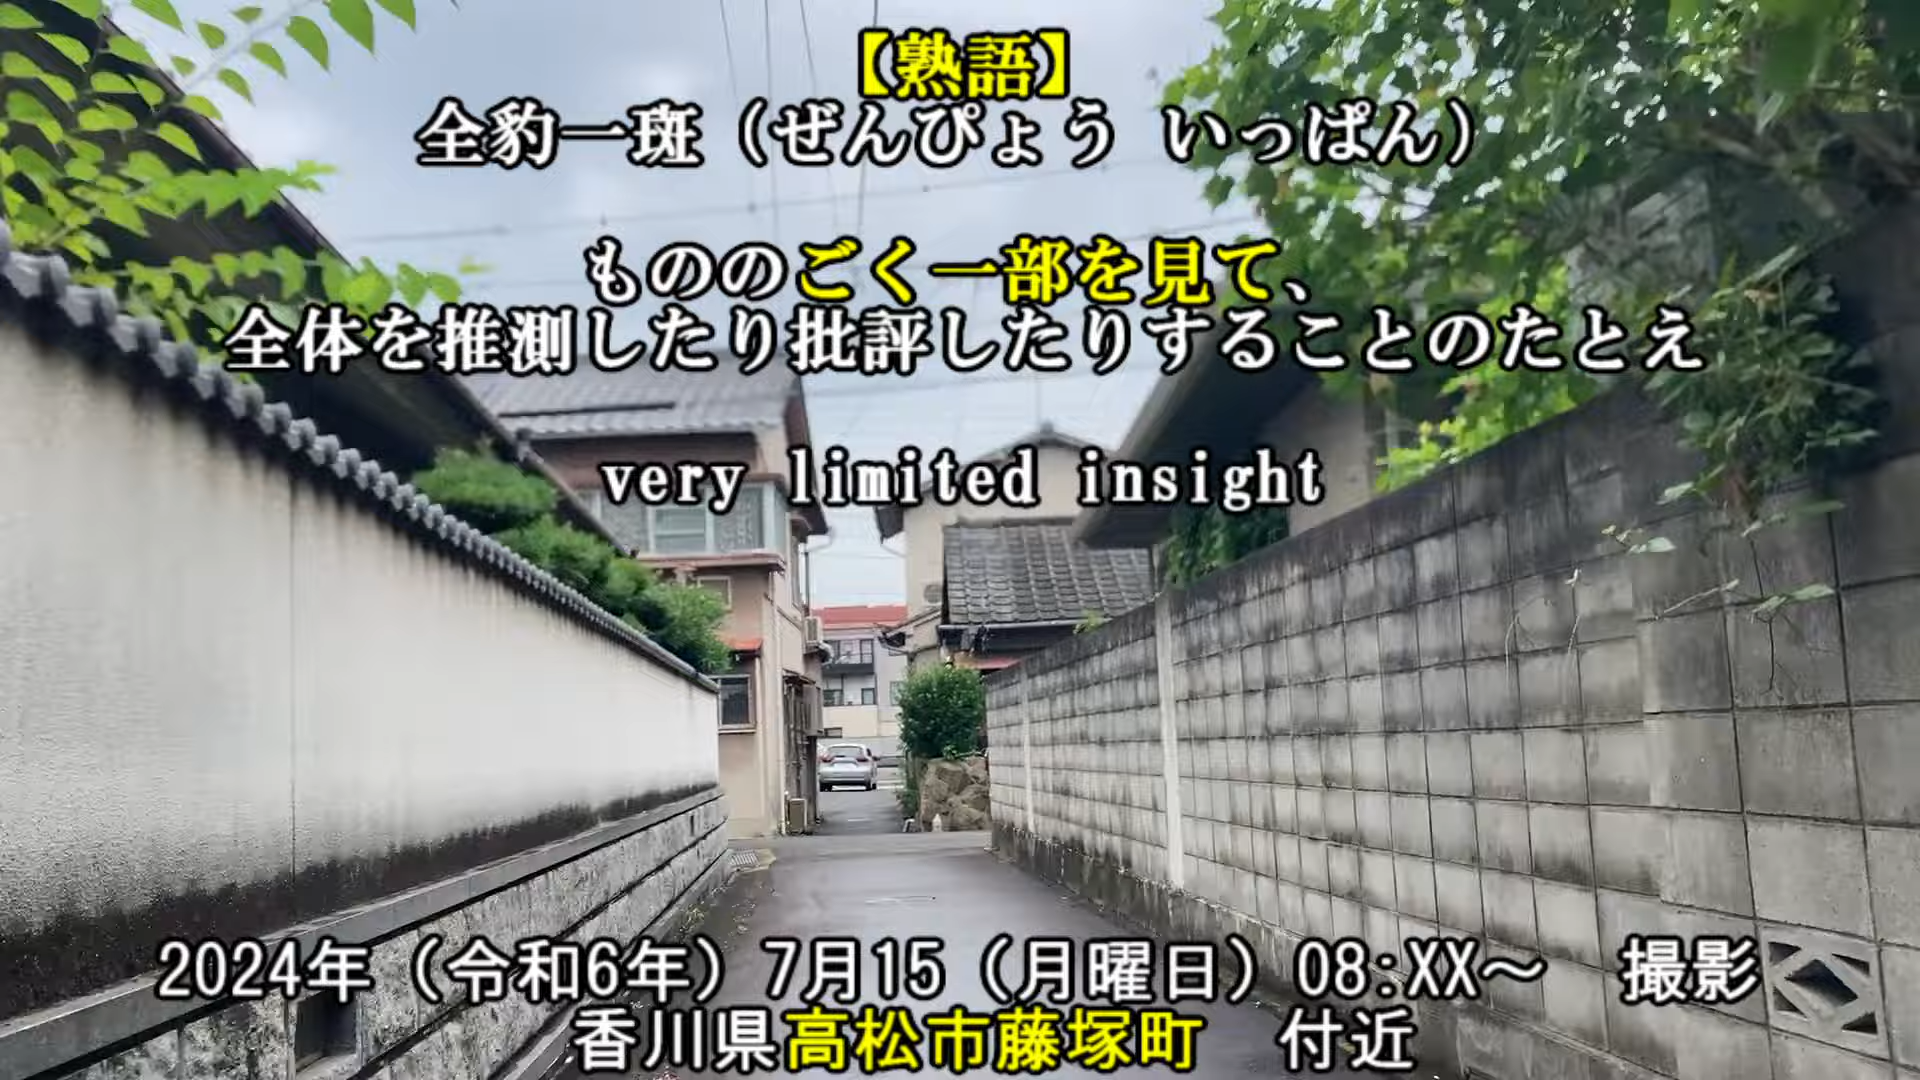 【熟語】
全豹一斑（ぜんぴょう　いっぱん）
もののごく一部を見て、
全体を推測したり批評したりすることのたとえ
very limited insight
2024年（令和6年）7月15（月曜日）08:XX～　撮影
香川県高松市藤塚町　付近